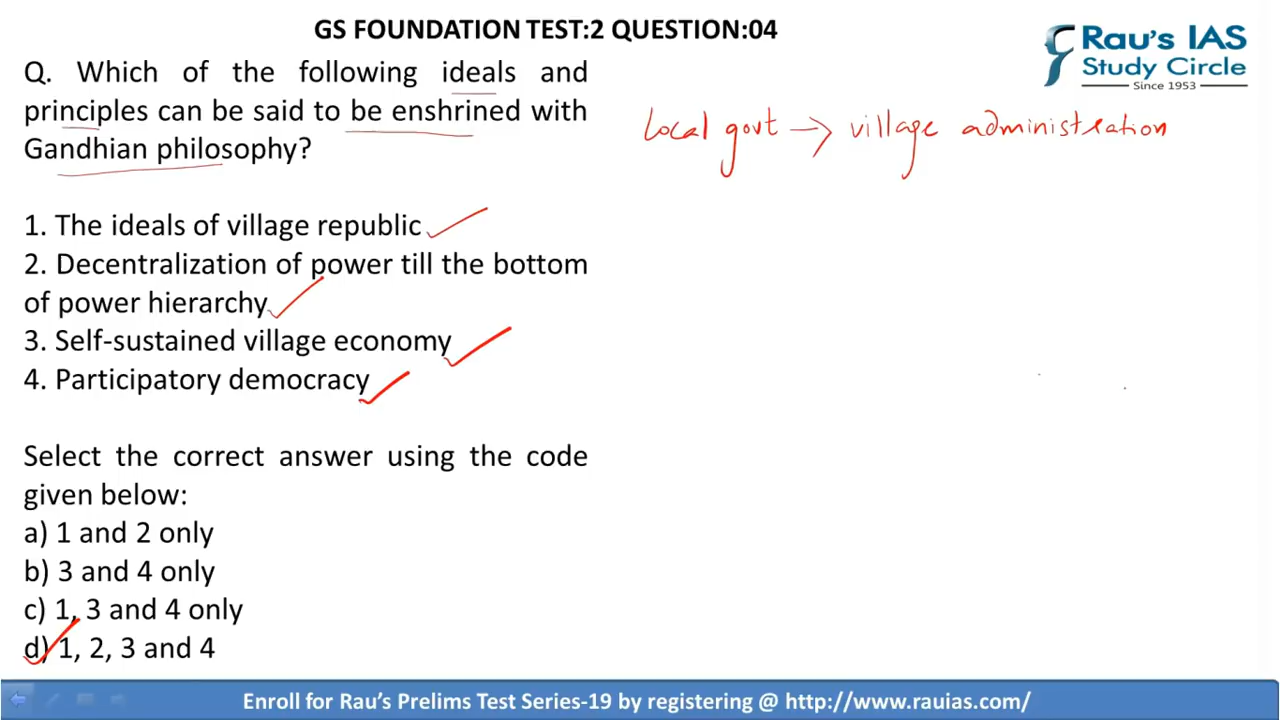 GS FOUNDATION TEST:2 QUESTION:04
Rau's IAS
Study Circle
Since 1953
Q. Which of the following ideals and
principles can be said to be enshrined with
Gandhian philosophy?
local govt → village administration
1. The ideals of village republic
2. Decentralization of power till the bottom
of power hierarchy
3. Self-sustained village economy
4. Participatory democracy
Select the correct answer using the code
given below:
a) 1 and 2 only
b) 3 and 4 only
c) 1, 3 and 4 only
d) 1, 2, 3 and 4
Enroll for Rau's Prelims Test Series-19 by registering @ http://www.rauias.com/